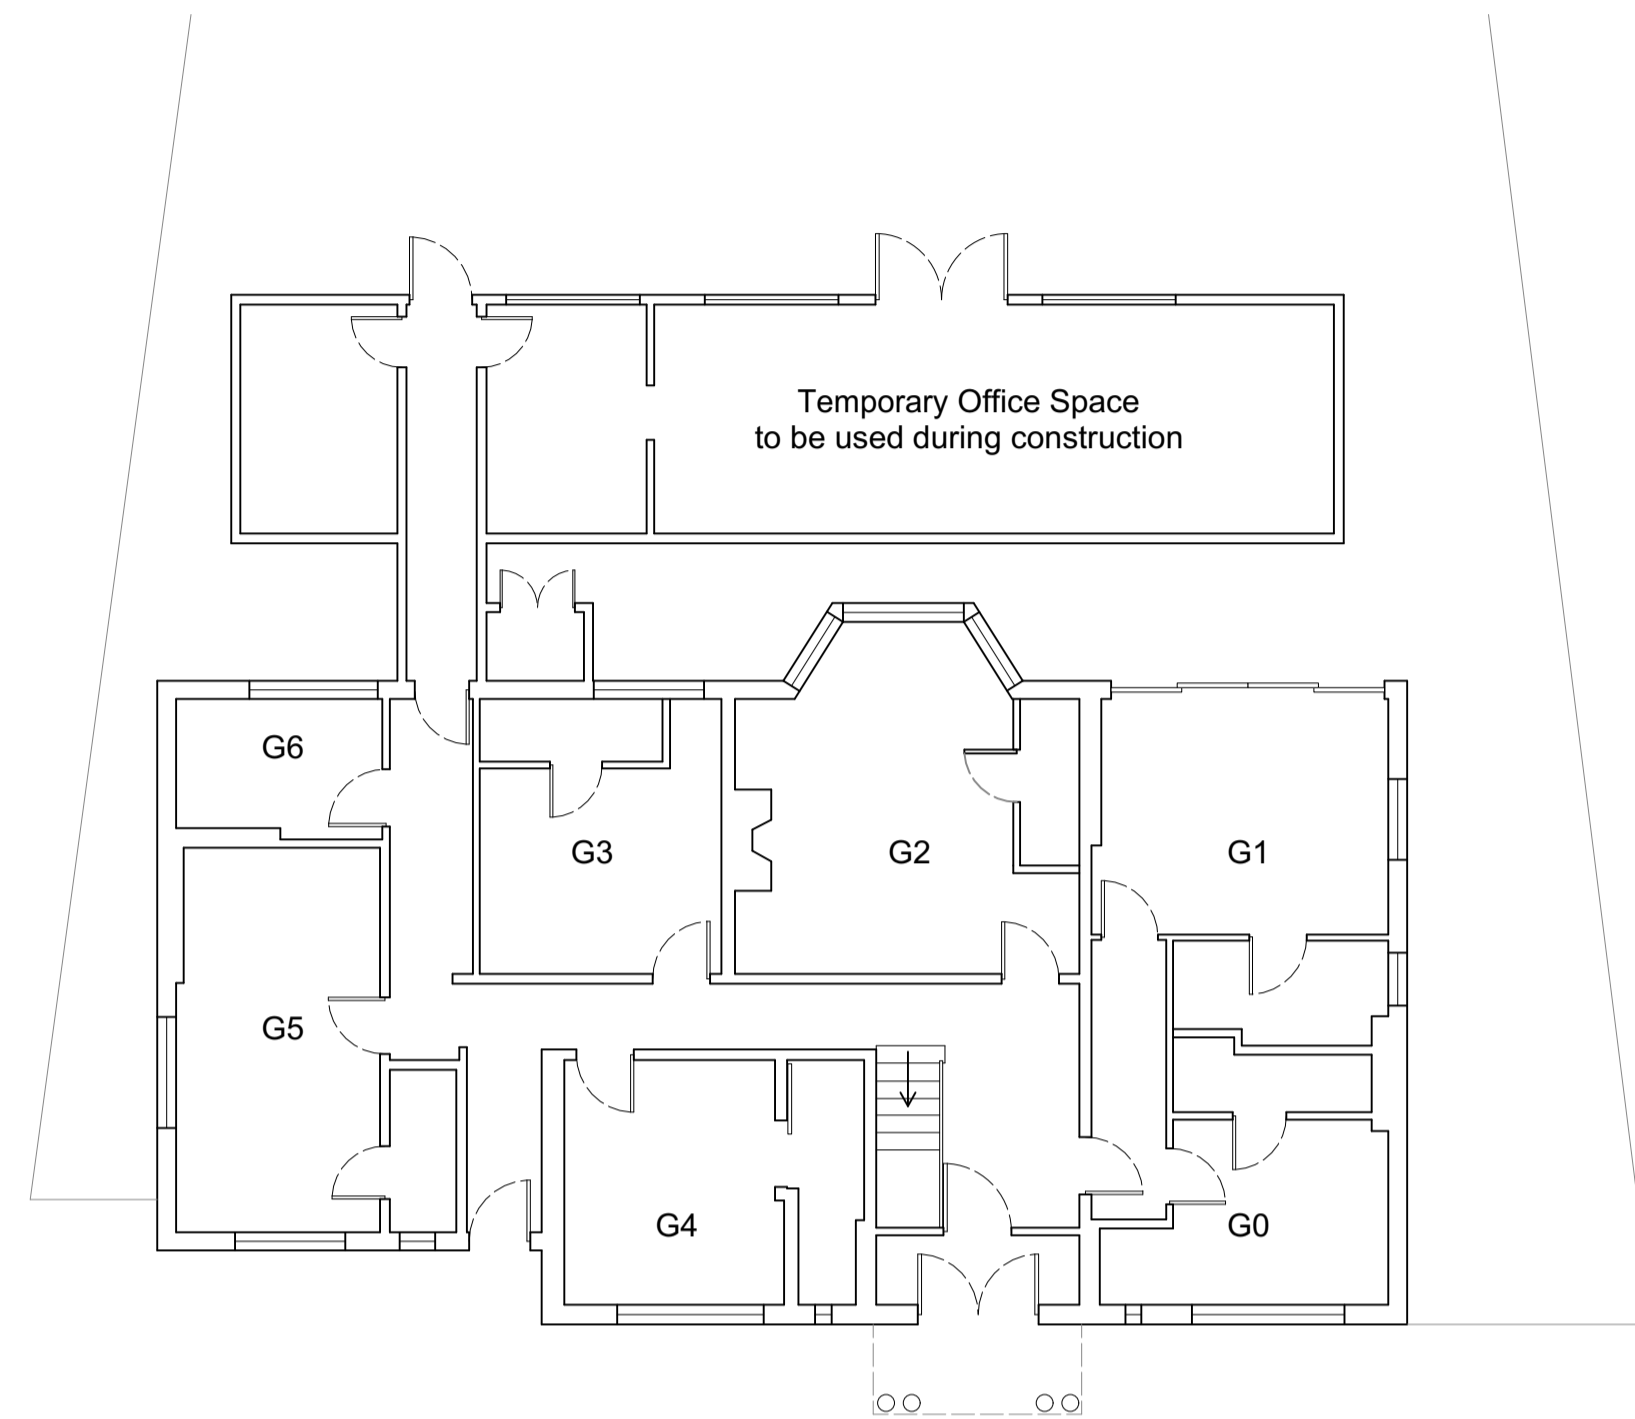 Temporary Office Space
to be used during construction
G6
G3
G2
G1
G5
G4
G0